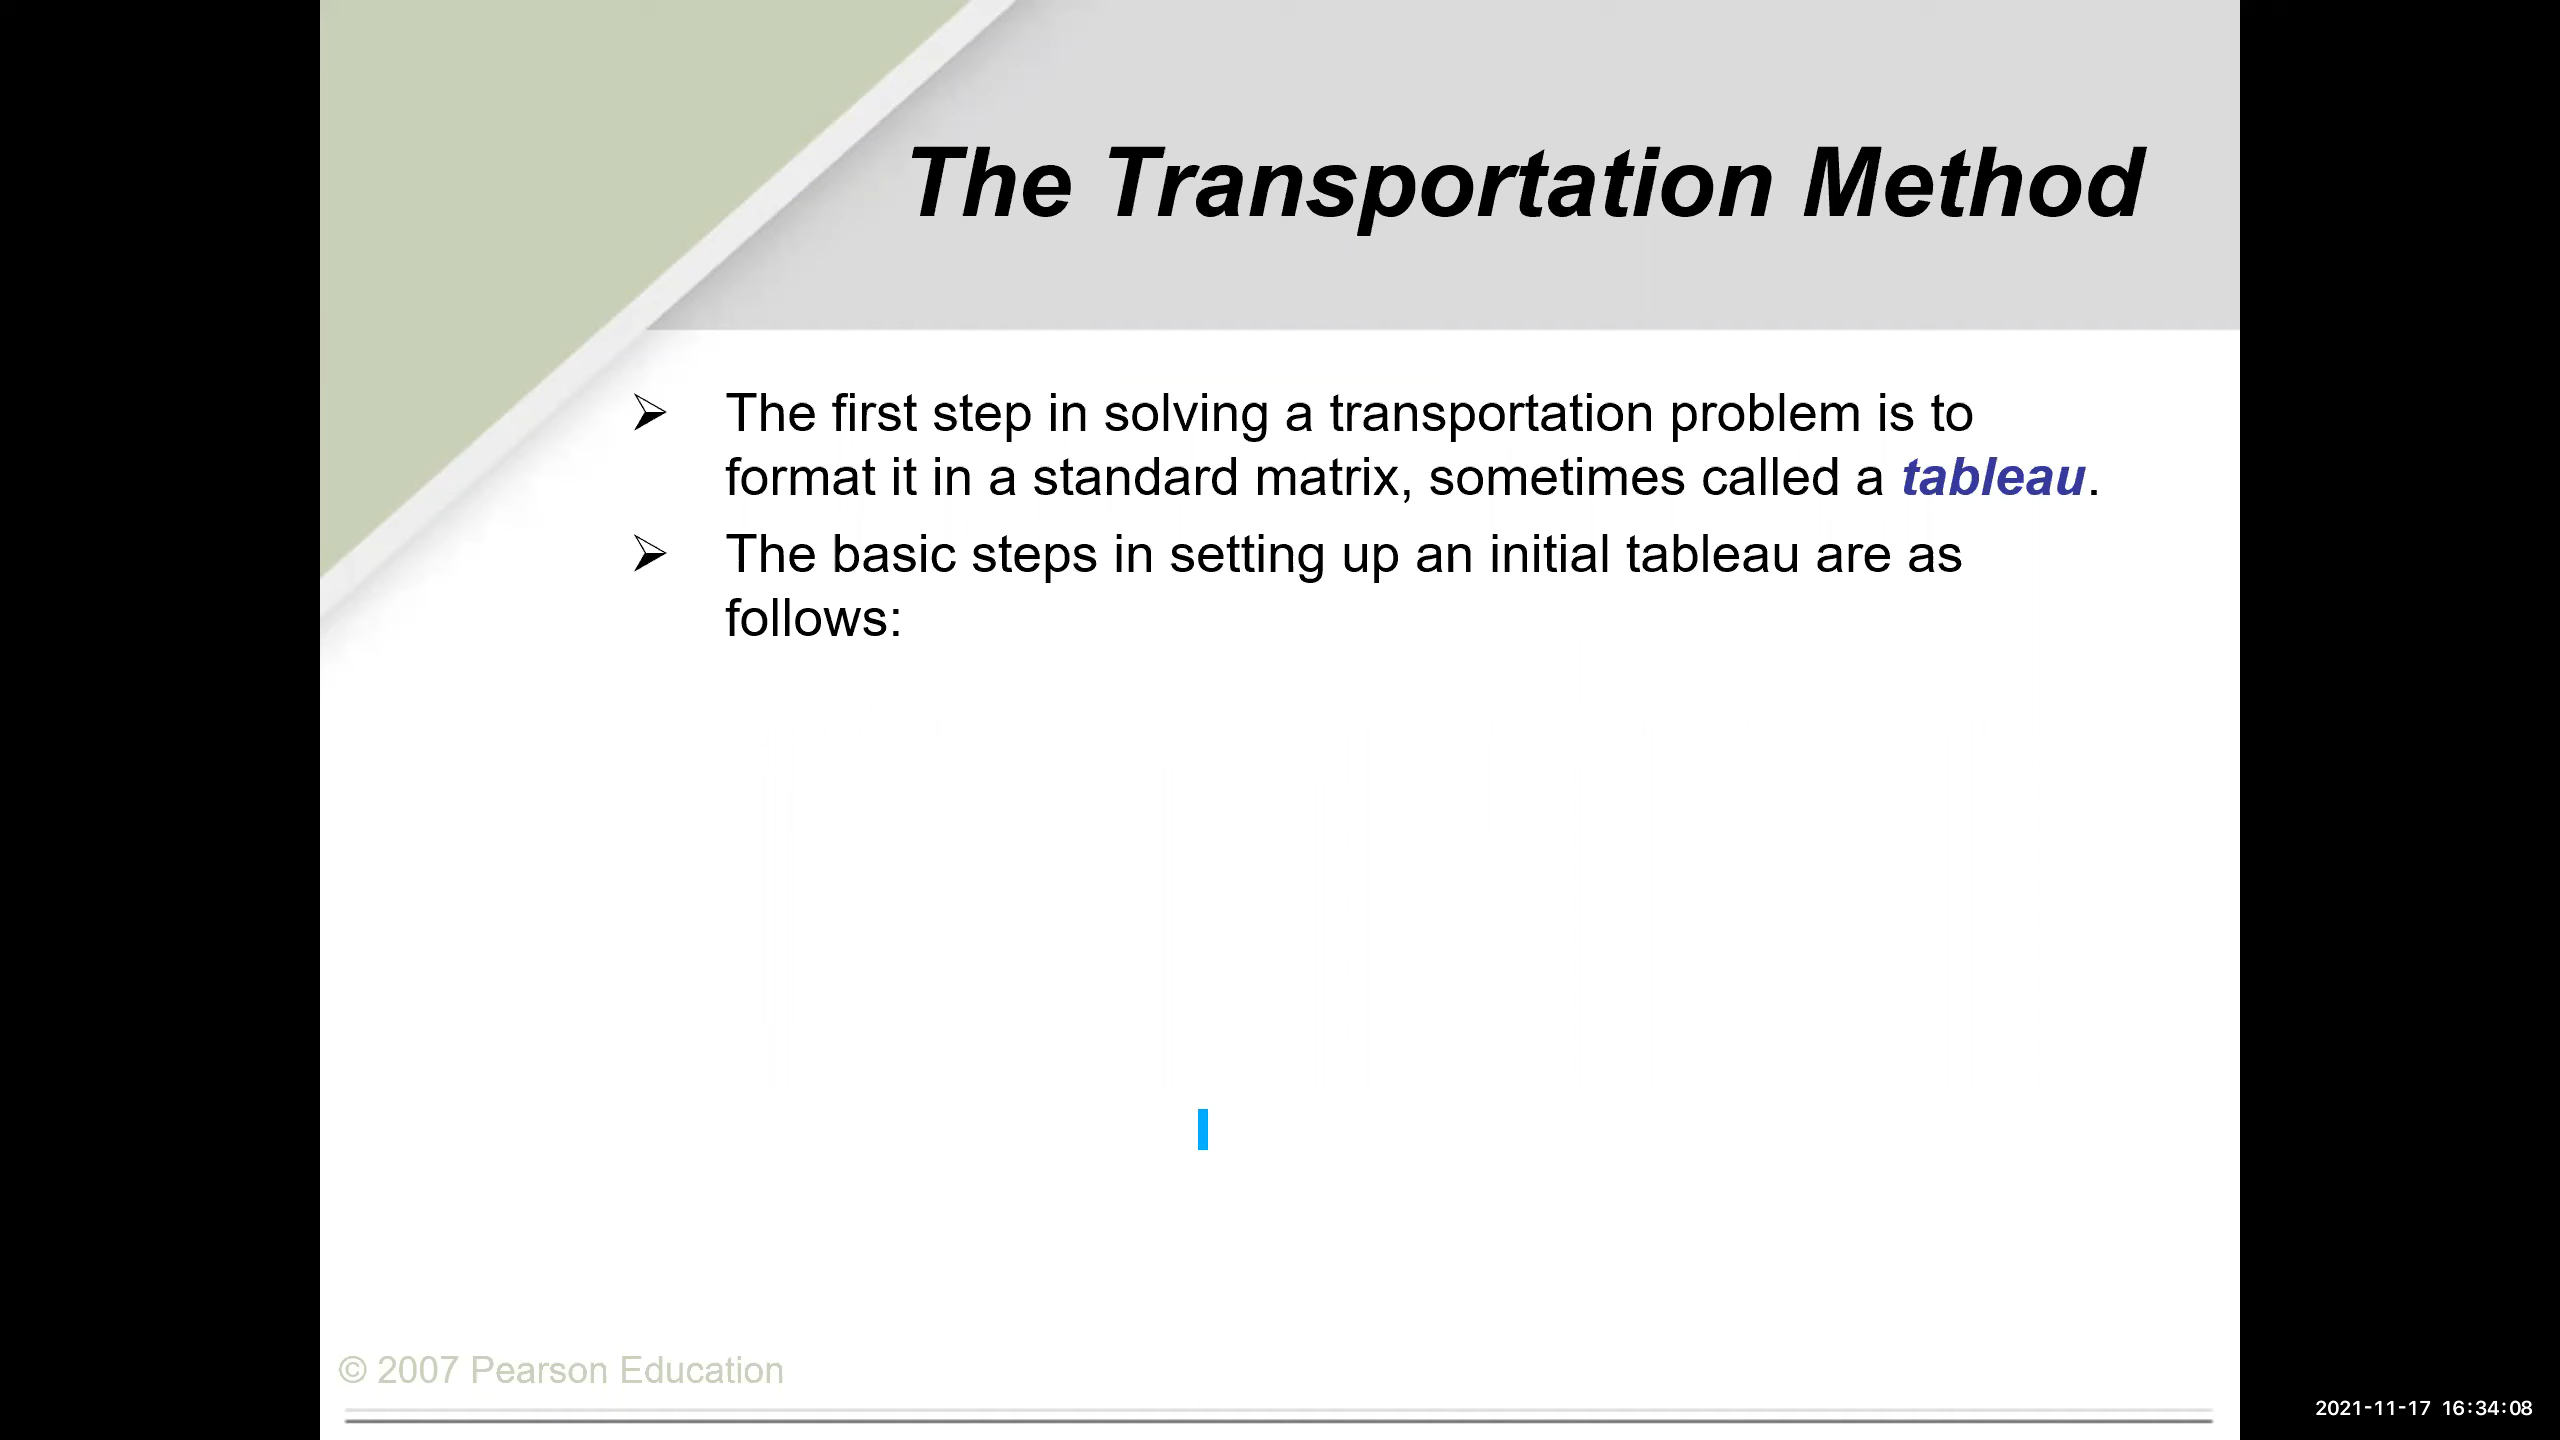 The Transportation Method
➢ The first step in solving a transportation problem is to
format it in a standard matrix, sometimes called a tableau.
➢ The basic steps in setting up an initial tableau are as
follows:
© 2007 Pearson Education
2021-11-17 16:34:08